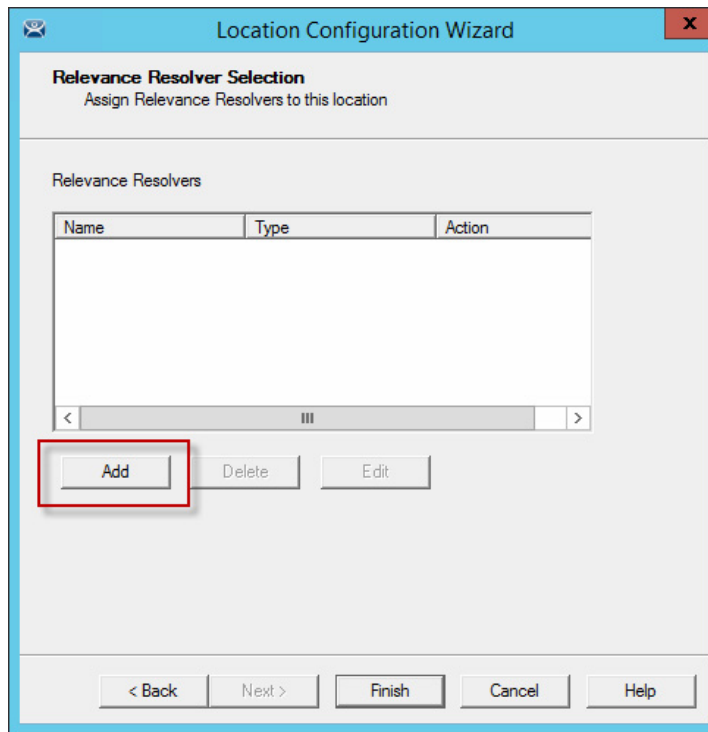 Location Configuration Wizard
x
Relevance Resolver Selection
Assign Relevance Resolvers to this location
Relevance Resolvers
Name Type Action
Add Delete Edit
< Back Next > Finish Cancel Help